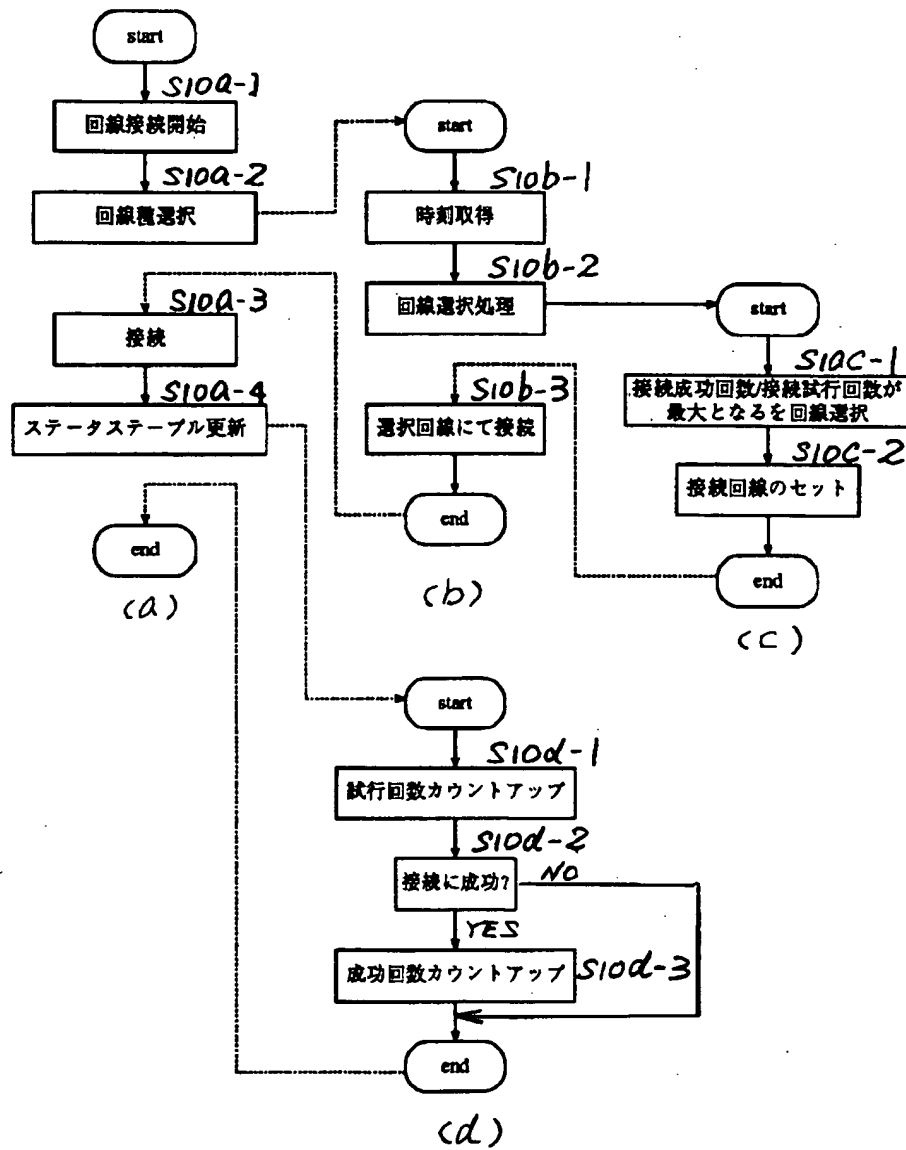 start
S10a-1
回線接続開始
S10a-2
回線種選択
S10a-3
接続
S10a-4
ステータステーブル更新
end
(a)
start
S10b-1
時刻取得
S10b-2
回線選択処理
S10b-3
選択回線にて接続
end
(b)
start
S1ac-1
接続成功回数/接続試行回数が
最大となるを回線選択
S10c-2
接続回線のセット
end
(c)
start
S10d-1
試行回数カウントアップ
S10d-2
接続に成功?
NO
YES
成功回数カウントアップ
S10d-3
end
(d)